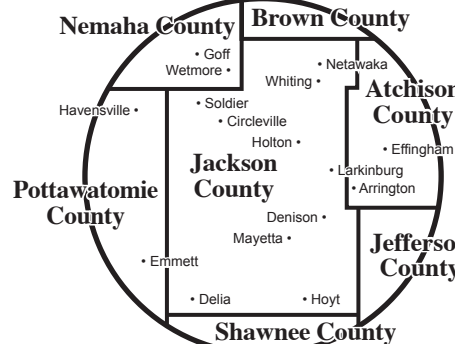 Nemaha County
Brown County
• Goff
Wetmore •
• Netawaka
Whiting •
Atchison
County
Havensville •
• Soldier
• Circleville
Holton •
• Effingham
Jackson
County
• Larkinburg
• Arrington
Pottawatomie
County
Denison •
Mayetta •
Jefferso
County
• Emmett
• Delia
• Hoyt
Shawnee County